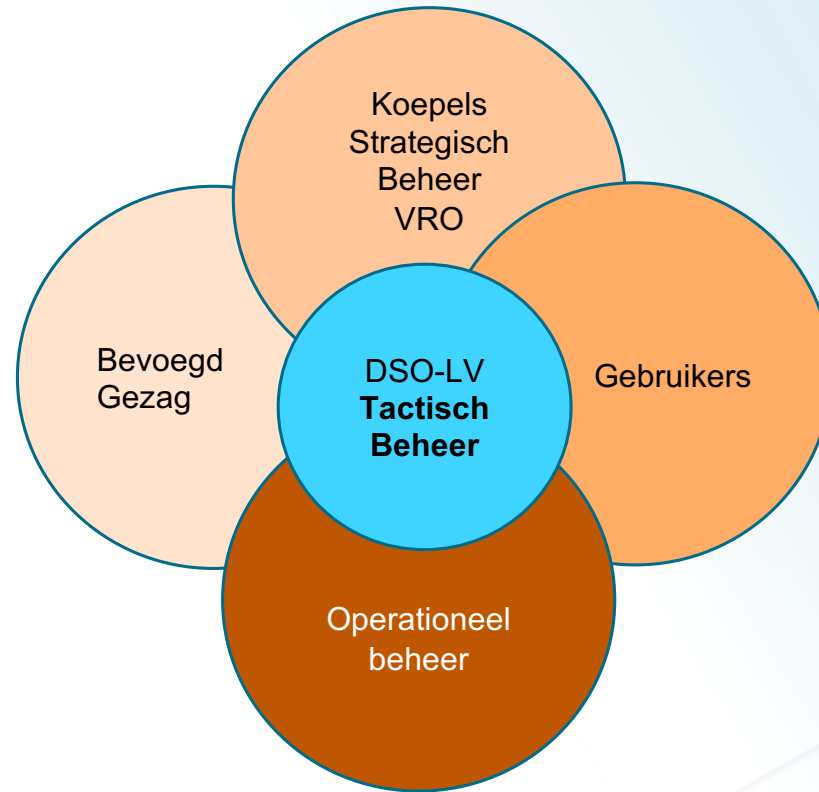 Koepels
Strategisch
Beheer
VRO
Bevoegd
Gezag
DSO-LV
Tactisch
Beheer
Gebruikers
Operationeel
beheer